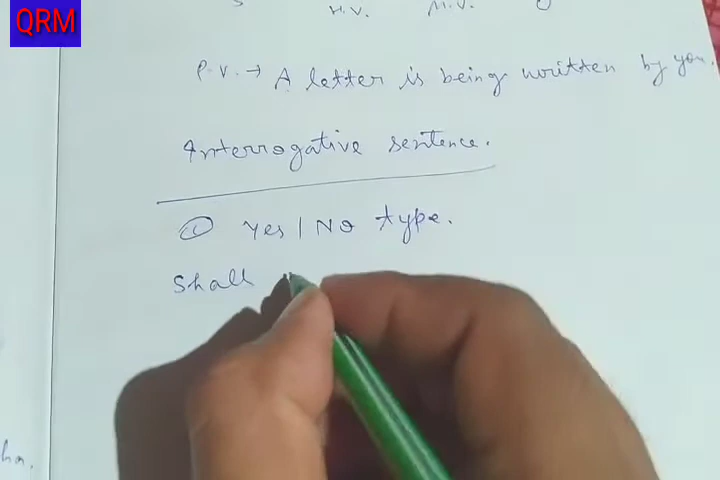 QRM
H.V. M.V. O
P.V. → A letter is being written by you.
Interrogative sentence.
① Yes / No type.
Shall